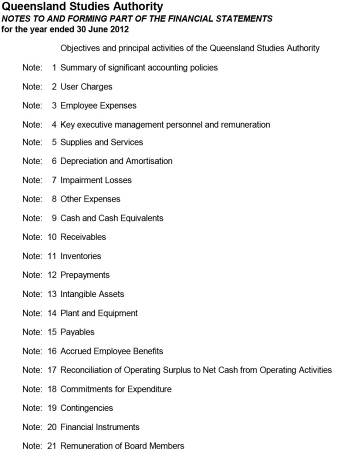 Queensland Studies Authority
NOTES TO AND FORMING PART OF THE FINANCIAL STATEMENTS
for the year ended 30 June 2012
Objectives and principal activities of the Queensland Studies Authority
Note: 1 Summary of significant accounting policies
Note: 2 User Charges
Note: 3 Employee Expenses
Note: 4 Key executive management personnel and remuneration
Note: 5 Supplies and Services
Note: 6 Depreciation and Amortisation
Note: 7 Impairment Losses
Note: 8 Other Expenses
Note: 9 Cash and Cash Equivalents
Note: 10 Receivables
Note: 11 Inventories
Note: 12 Prepayments
Note: 13 Intangible Assets
Note: 14 Plant and Equipment
Note: 15 Payables
Note: 16 Accrued Employee Benefits
Note: 17 Reconciliation of Operating Surplus to Net Cash from Operating Activities
Note: 18 Commitments for Expenditure
Note: 19 Contingencies
Note: 20 Financial Instruments
Note: 21 Remuneration of Board Members